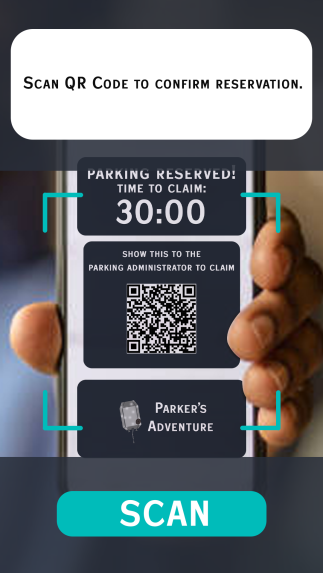 Scan QR Code to confirm reservation.
PARKING RESERVED!
TIME TO CLAIM:
30:00
SHOW THIS TO THE
PARKING ADMINISTRATOR TO CLAIM
Parker's
Adventure
SCAN